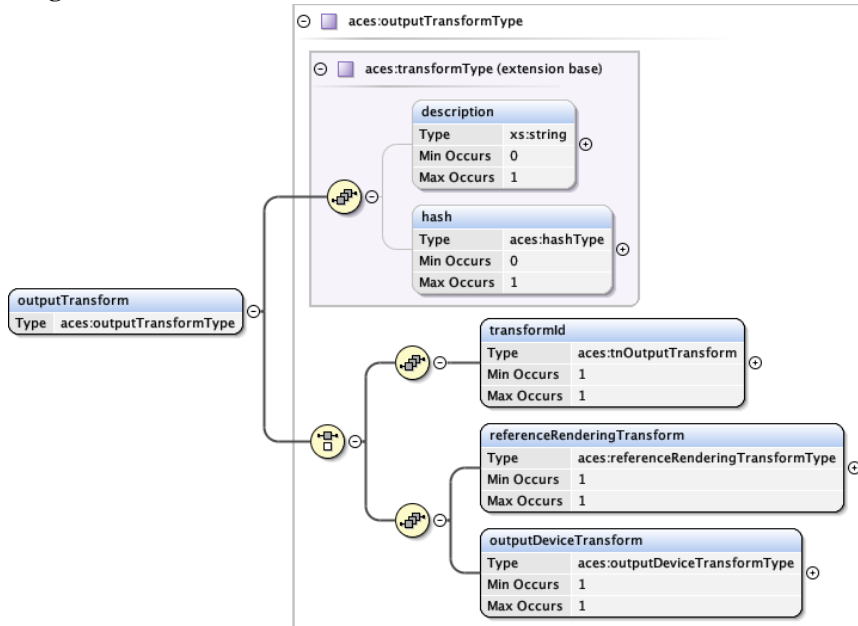 aces:outputTransformType
aces:transformType (extension base)
description
Type xs:string
Min Occurs 0
Max Occurs 1
hash
Type aces:hashType
Min Occurs 0
Max Occurs 1
outputTransform
Type aces:outputTransformType
transformId
Type aces:tnOutputTransform
Min Occurs 1
Max Occurs 1
referenceRenderingTransform
Type aces:referenceRenderingTransformType
Min Occurs 1
Max Occurs 1
outputDeviceTransform
Type aces:outputDeviceTransformType
Min Occurs 1
Max Occurs 1